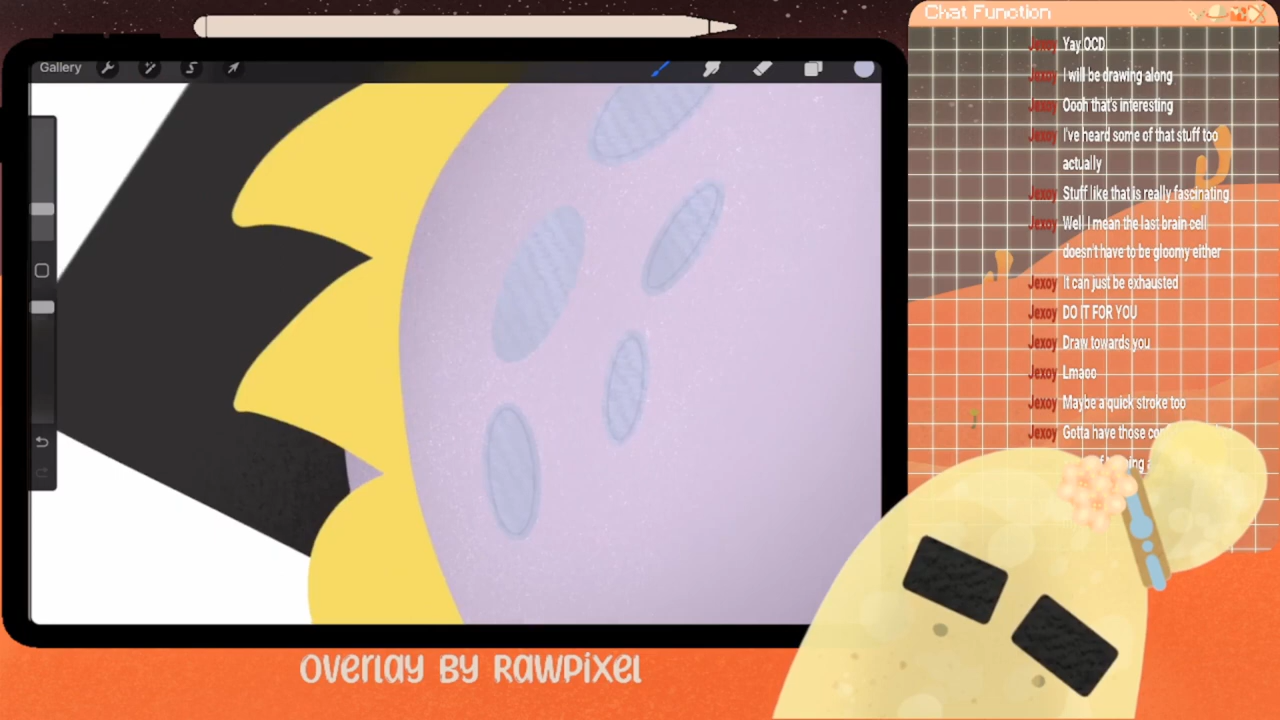 Chat Function
Gallery
Jexoy Yay OCD
Jexoy I will be drawing along
Jexoy Oooh that's interesting
Jexoy I've heard some of that stuff too
actually
Jexoy Stuff like that is really fascinating
Jexoy Well I mean the last brain cell
doesn't have to be gloomy either
Jexoy It can just be exhausted
Jexoy DO IT FOR YOU
Jexoy Draw towards you
Jexoy Lmaoo
Jexoy Maybe a quick stroke too
Jexoy Gotta have those
OVERLAY BY RAWPIXEL